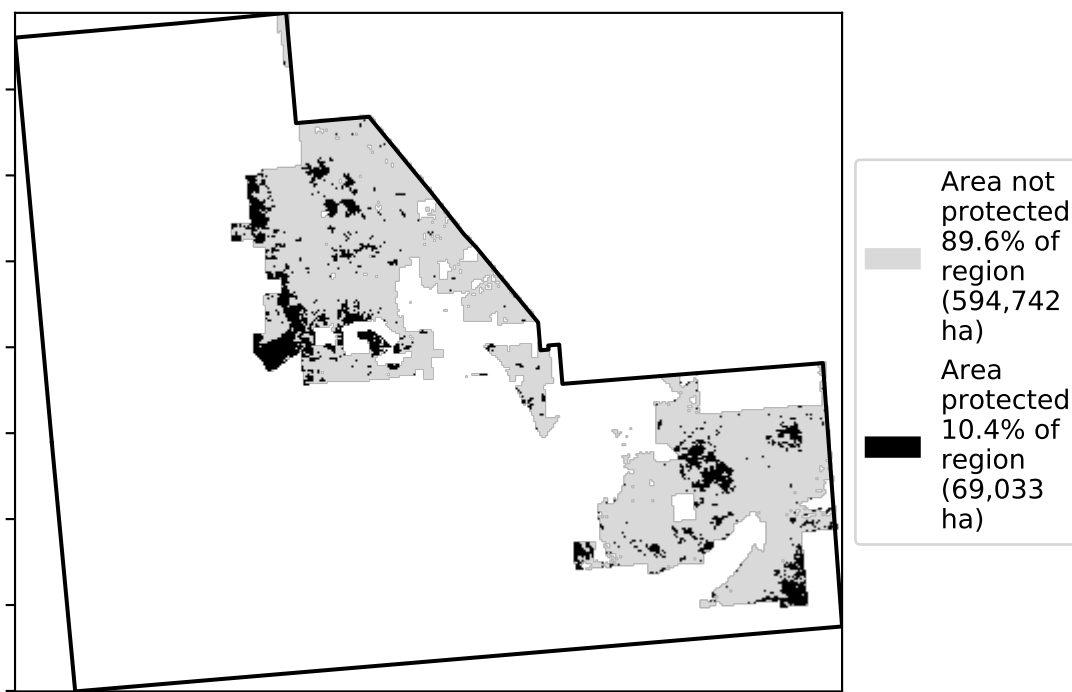 Area not
protected
89.6% of
region
(594,742
ha)
Area
protected
10.4% of
region
(69,033
ha)